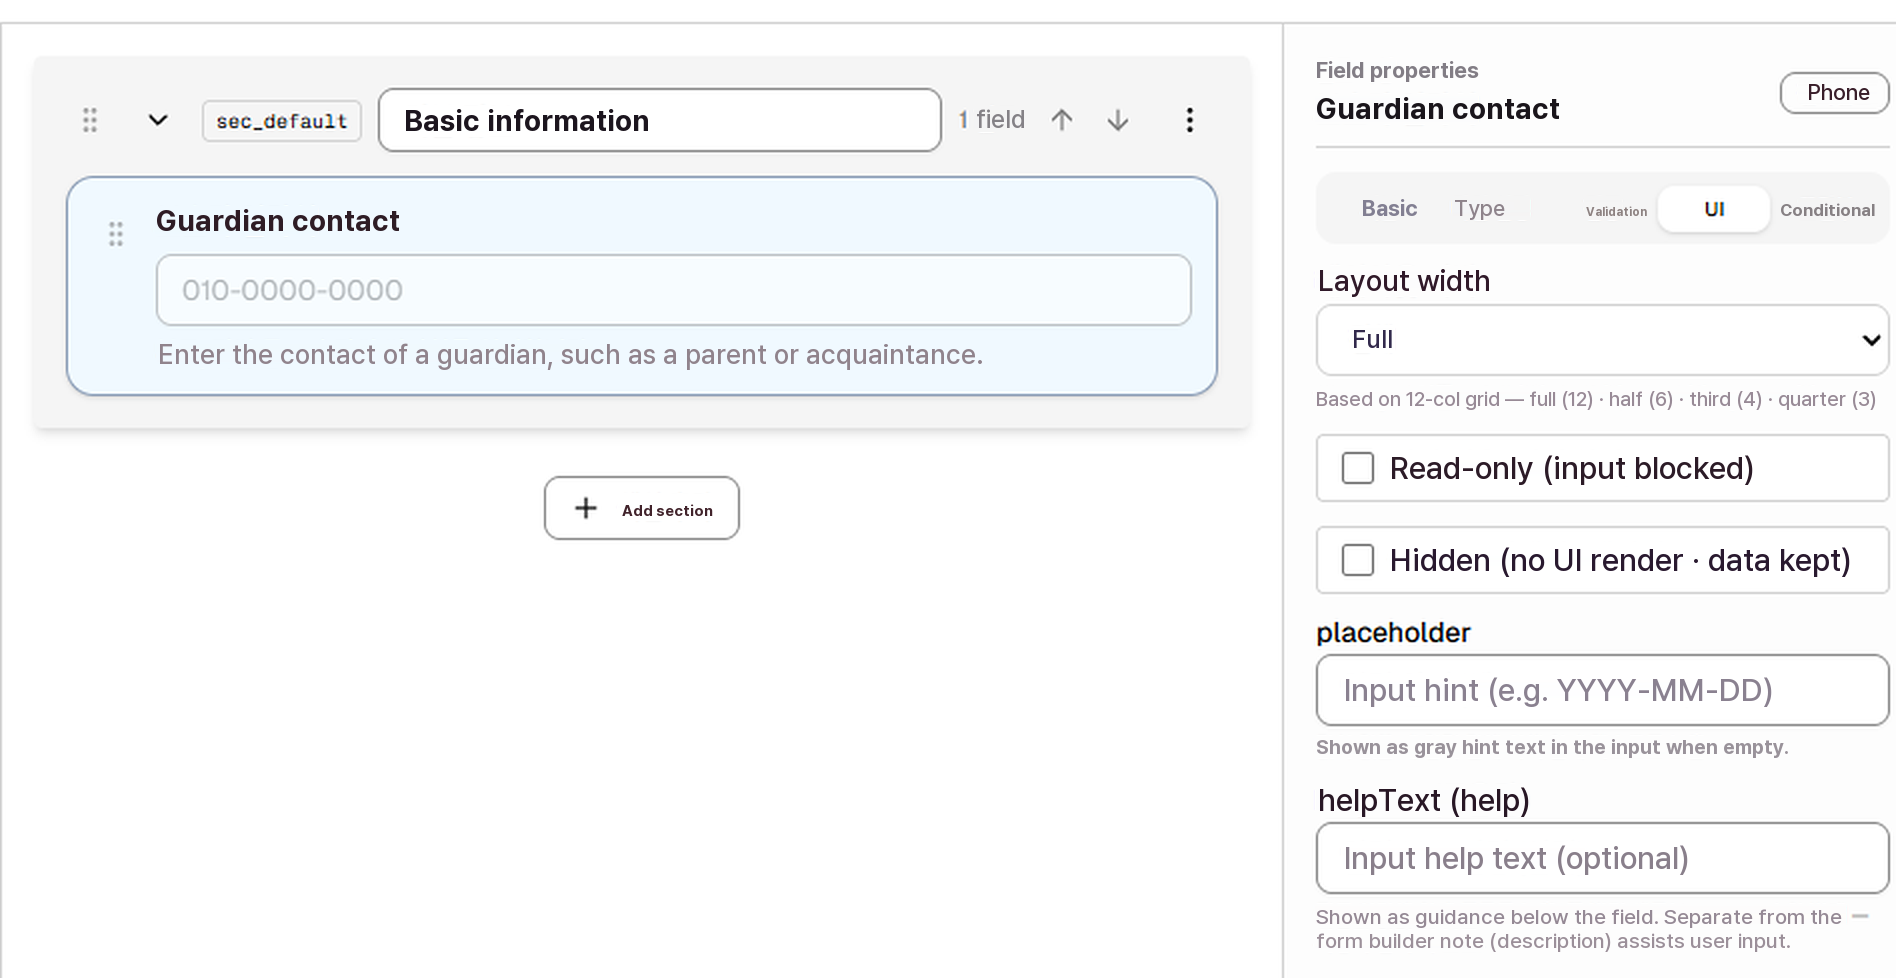 sec_default
Basic information
1 field
Guardian contact
010-0000-0000
Enter the contact of a guardian, such as a parent or acquaintance.
Add section
Field properties
Guardian contact
Phone
Basic Type Validation UI Conditional
Layout width
Full
Based on 12-col grid — full (12) · half (6) · third (4) · quarter (3)
Read-only (input blocked)
Hidden (no UI render · data kept)
placeholder
Input hint (e.g. YYYY-MM-DD)
Shown as gray hint text in the input when empty.
helpText (help)
Input help text (optional)
Shown as guidance below the field. Separate from the —
form builder note (description) assists user input.